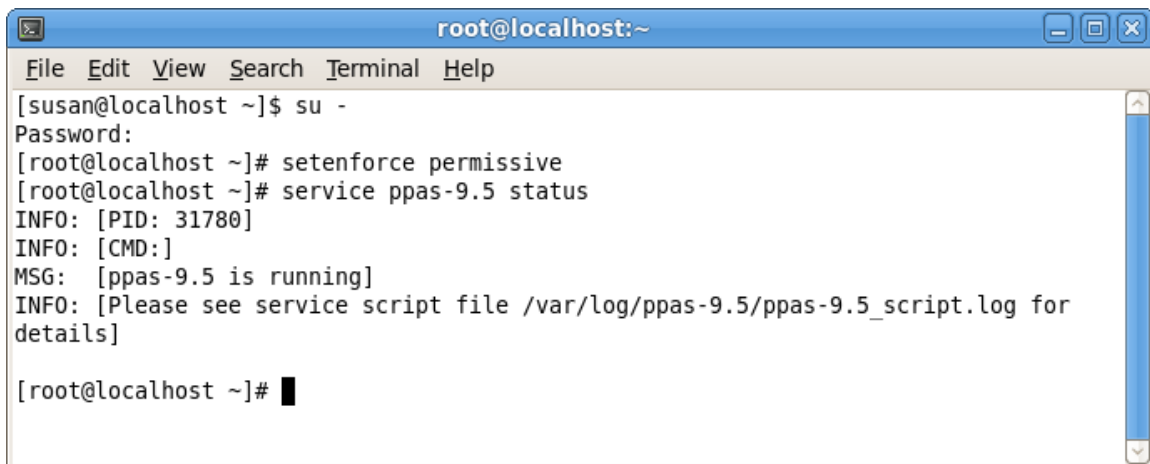 root@localhost:~
File Edit View Search Terminal Help
[susan@localhost ~]$ su -
Password:
[root@localhost ~]# setenforce permissive
[root@localhost ~]# service ppas-9.5 status
INFO: [PID: 31780]
INFO: [CMD:]
MSG:  [ppas-9.5 is running]
INFO: [Please see service script file /var/log/ppas-9.5/ppas-9.5_script.log for
details]
[root@localhost ~]#